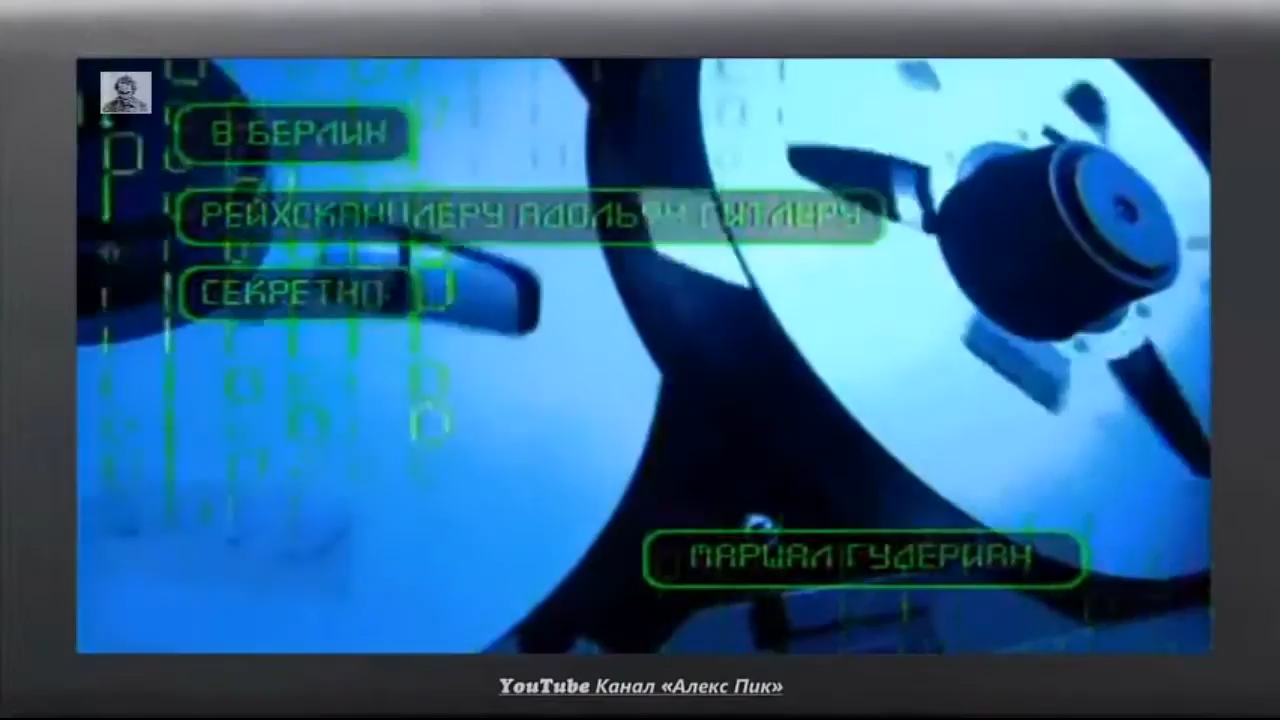 В БЕРЛИН
РЕЙХСКАНЦЛЕРУ АДОЛЬФУ ГИТЛЕРУ
СЕКРЕТНО
МАРШАЛ ГУДЕРИАН
YouTube Канал «Алекс Пик»